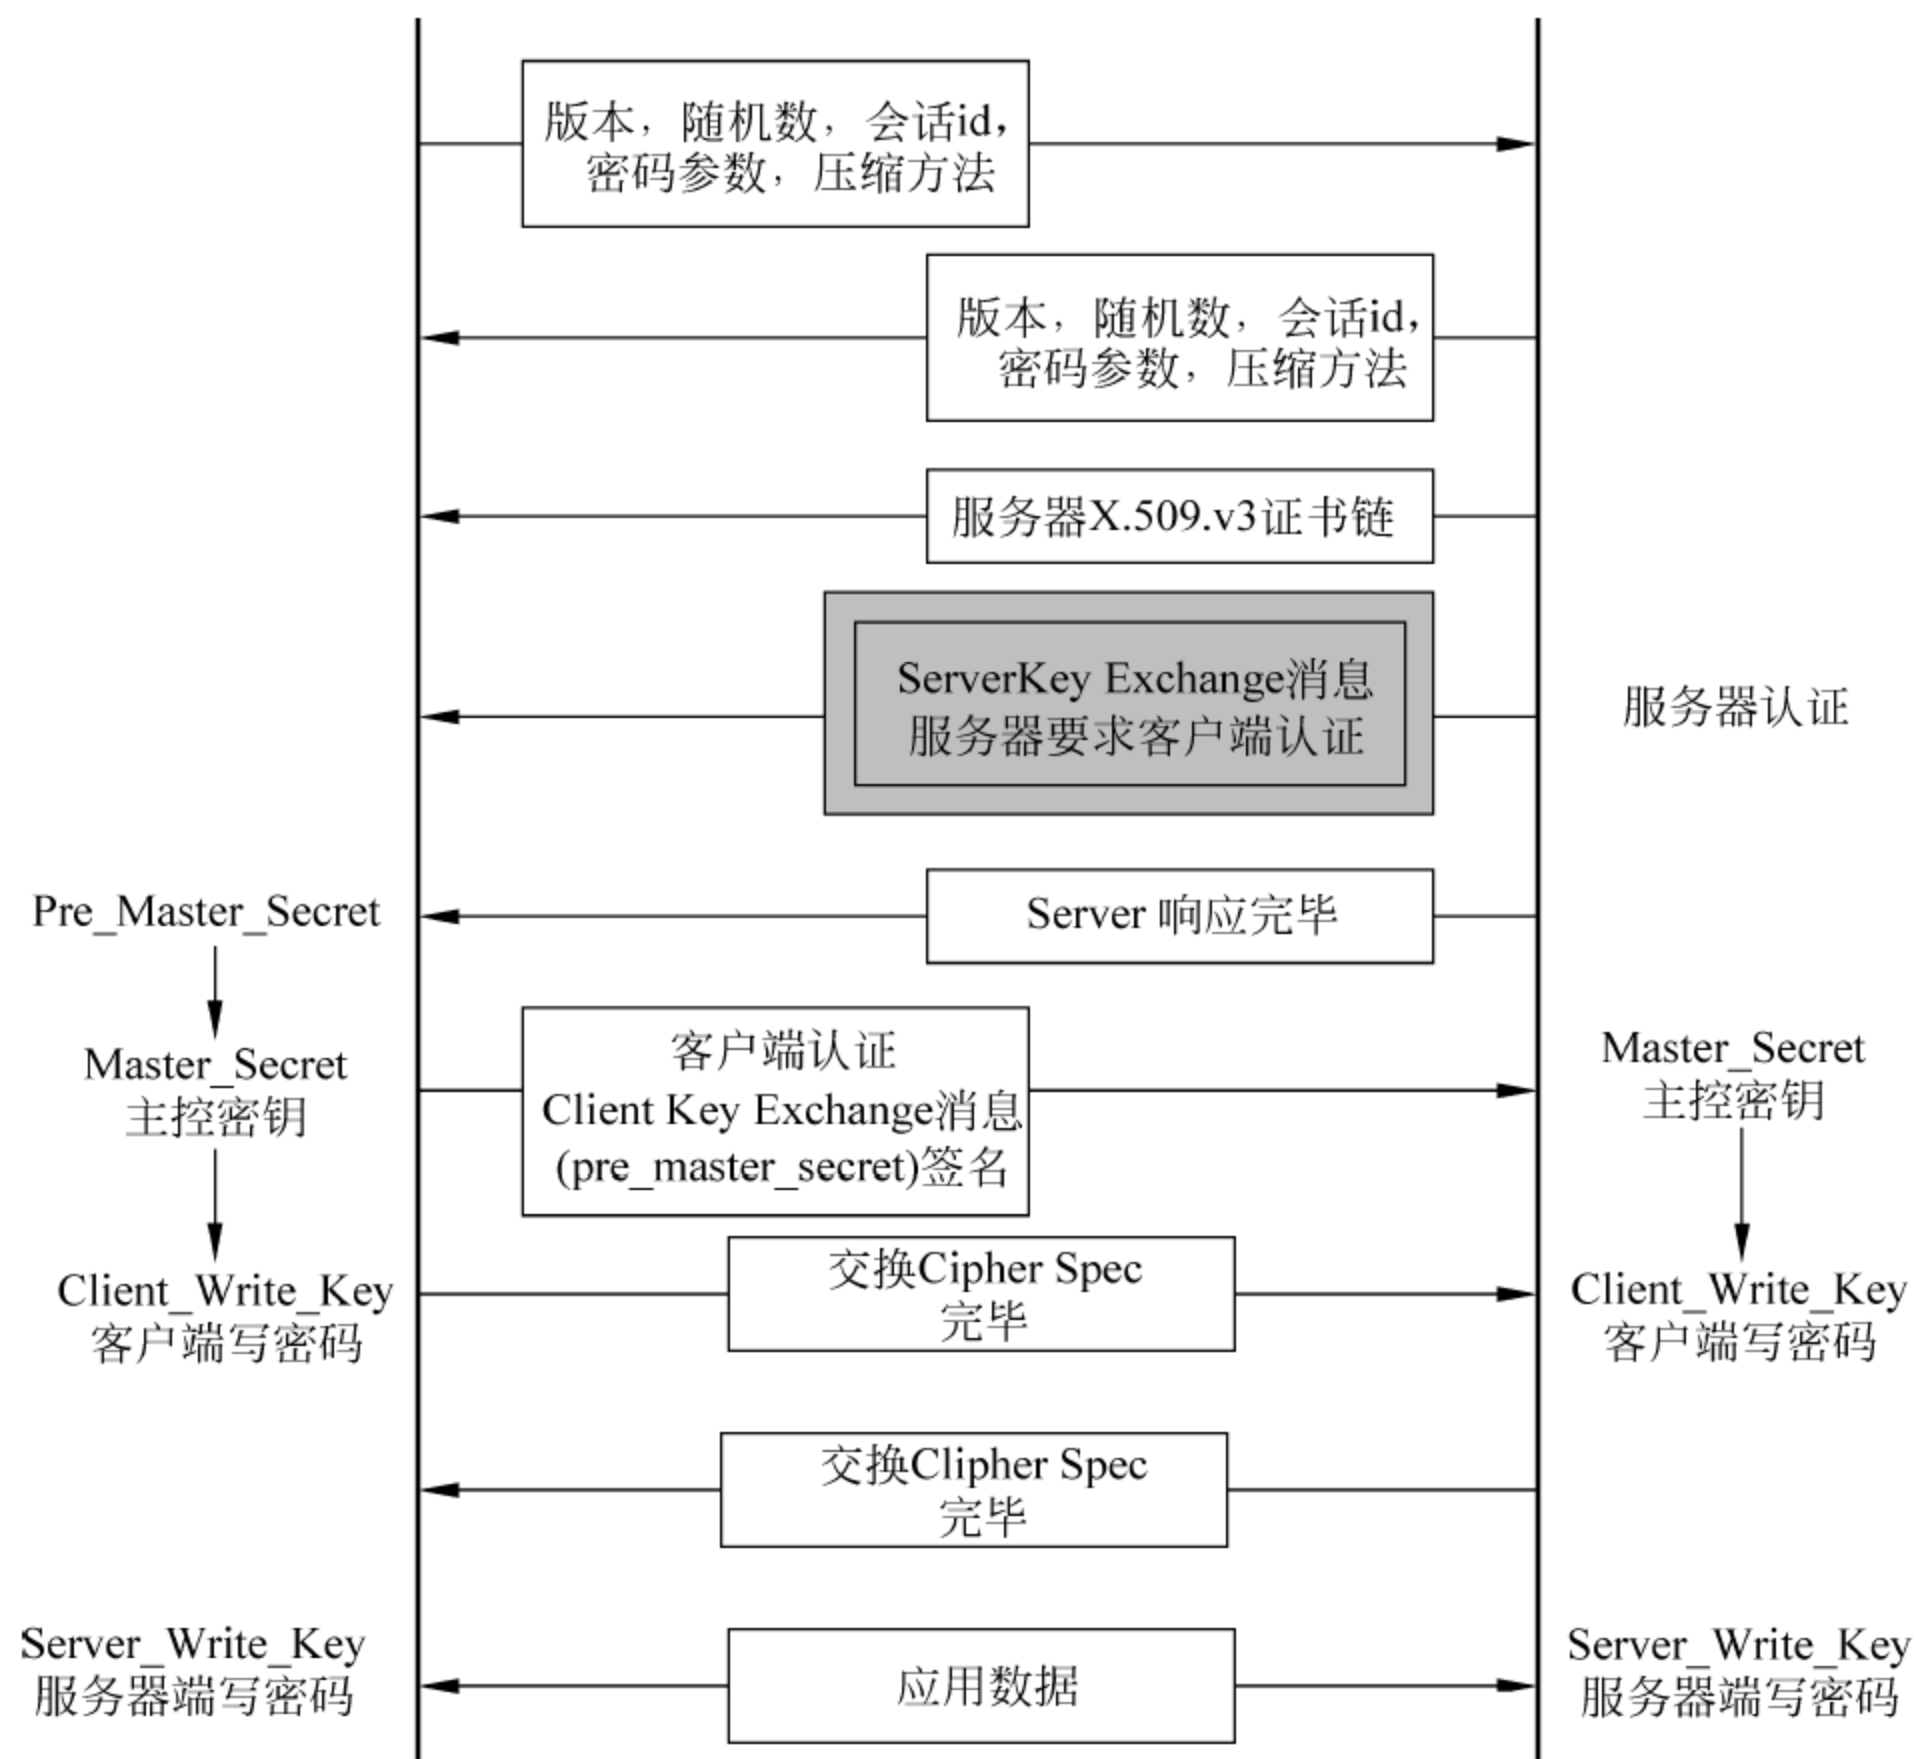 版本，随机数，会话id，
密码参数，压缩方法
版本，随机数，会话id，
密码参数，压缩方法
服务器X.509.v3证书链
ServerKey Exchange消息
服务器要求客户端认证
服务器认证
Pre_Master_Secret
Server 响应完毕
Master_Secret
主控密钥
客户端认证
Client Key Exchange消息
(pre_master_secret)签名
Master_Secret
主控密钥
Client_Write_Key
客户端写密码
交换Cipher Spec
完毕
Client_Write_Key
客户端写密码
交换Clipher Spec
完毕
Server_Write_Key
服务器端写密码
应用数据
Server_Write_Key
服务器端写密码